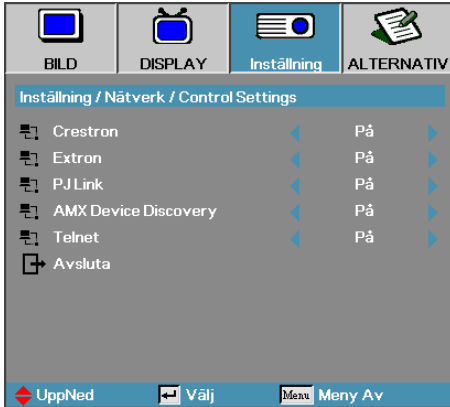 BILD DISPLAY Inställning ALTERNATIV
Inställning / Nätverk / Control Settings
Crestron På
Extron På
PJ Link På
AMX Device Discovery På
Telnet På
Avsluta
UppNed Välj Menu Meny Av